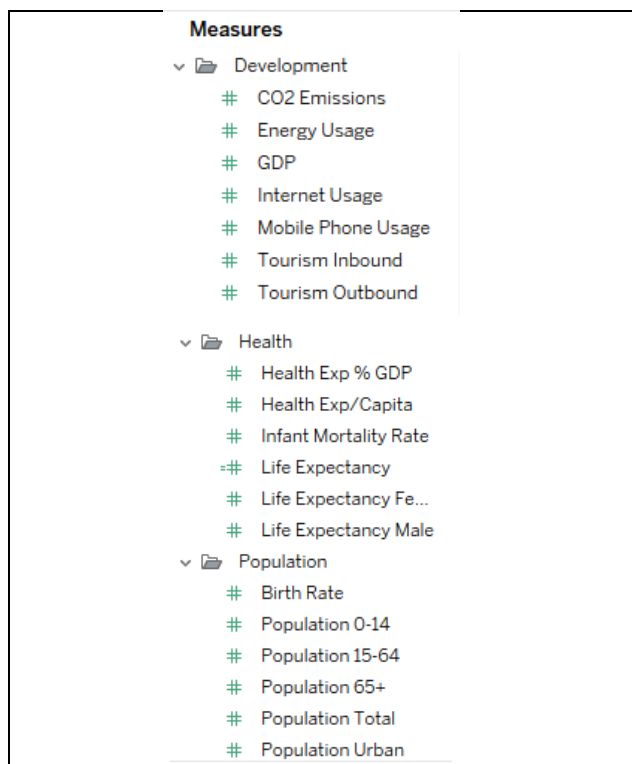 Measures
Development
# CO2 Emissions
# Energy Usage
# GDP
# Internet Usage
# Mobile Phone Usage
# Tourism Inbound
# Tourism Outbound
Health
# Health Exp % GDP
# Health Exp/Capita
# Infant Mortality Rate
=# Life Expectancy
# Life Expectancy Fe...
# Life Expectancy Male
Population
# Birth Rate
# Population 0-14
# Population 15-64
# Population 65+
# Population Total
# Population Urban